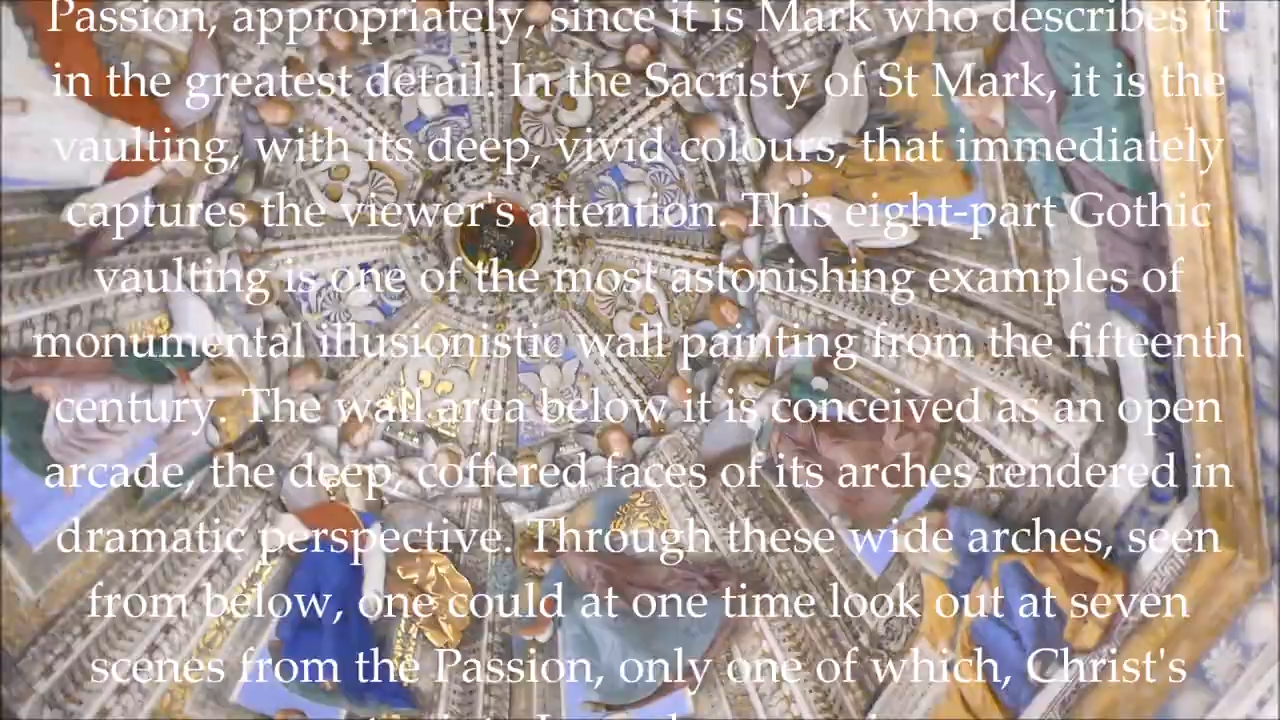 Passion, appropriately, since it is Mark who describes it
in the greatest detail. In the Sacristy of St Mark, it is the
vaulting, with its deep, vivid colours, that immediately
captures the viewer's attention. This eight-part Gothic
vaulting is one of the most astonishing examples of
monumental illusionistic wall painting from the fifteenth
century. The wall area below it is conceived as an open
arcade, the deep, coffered faces of its arches rendered in
dramatic perspective. Through these wide arches, seen
from below, one could at one time look out at seven
scenes from the Passion, only one of which, Christ's